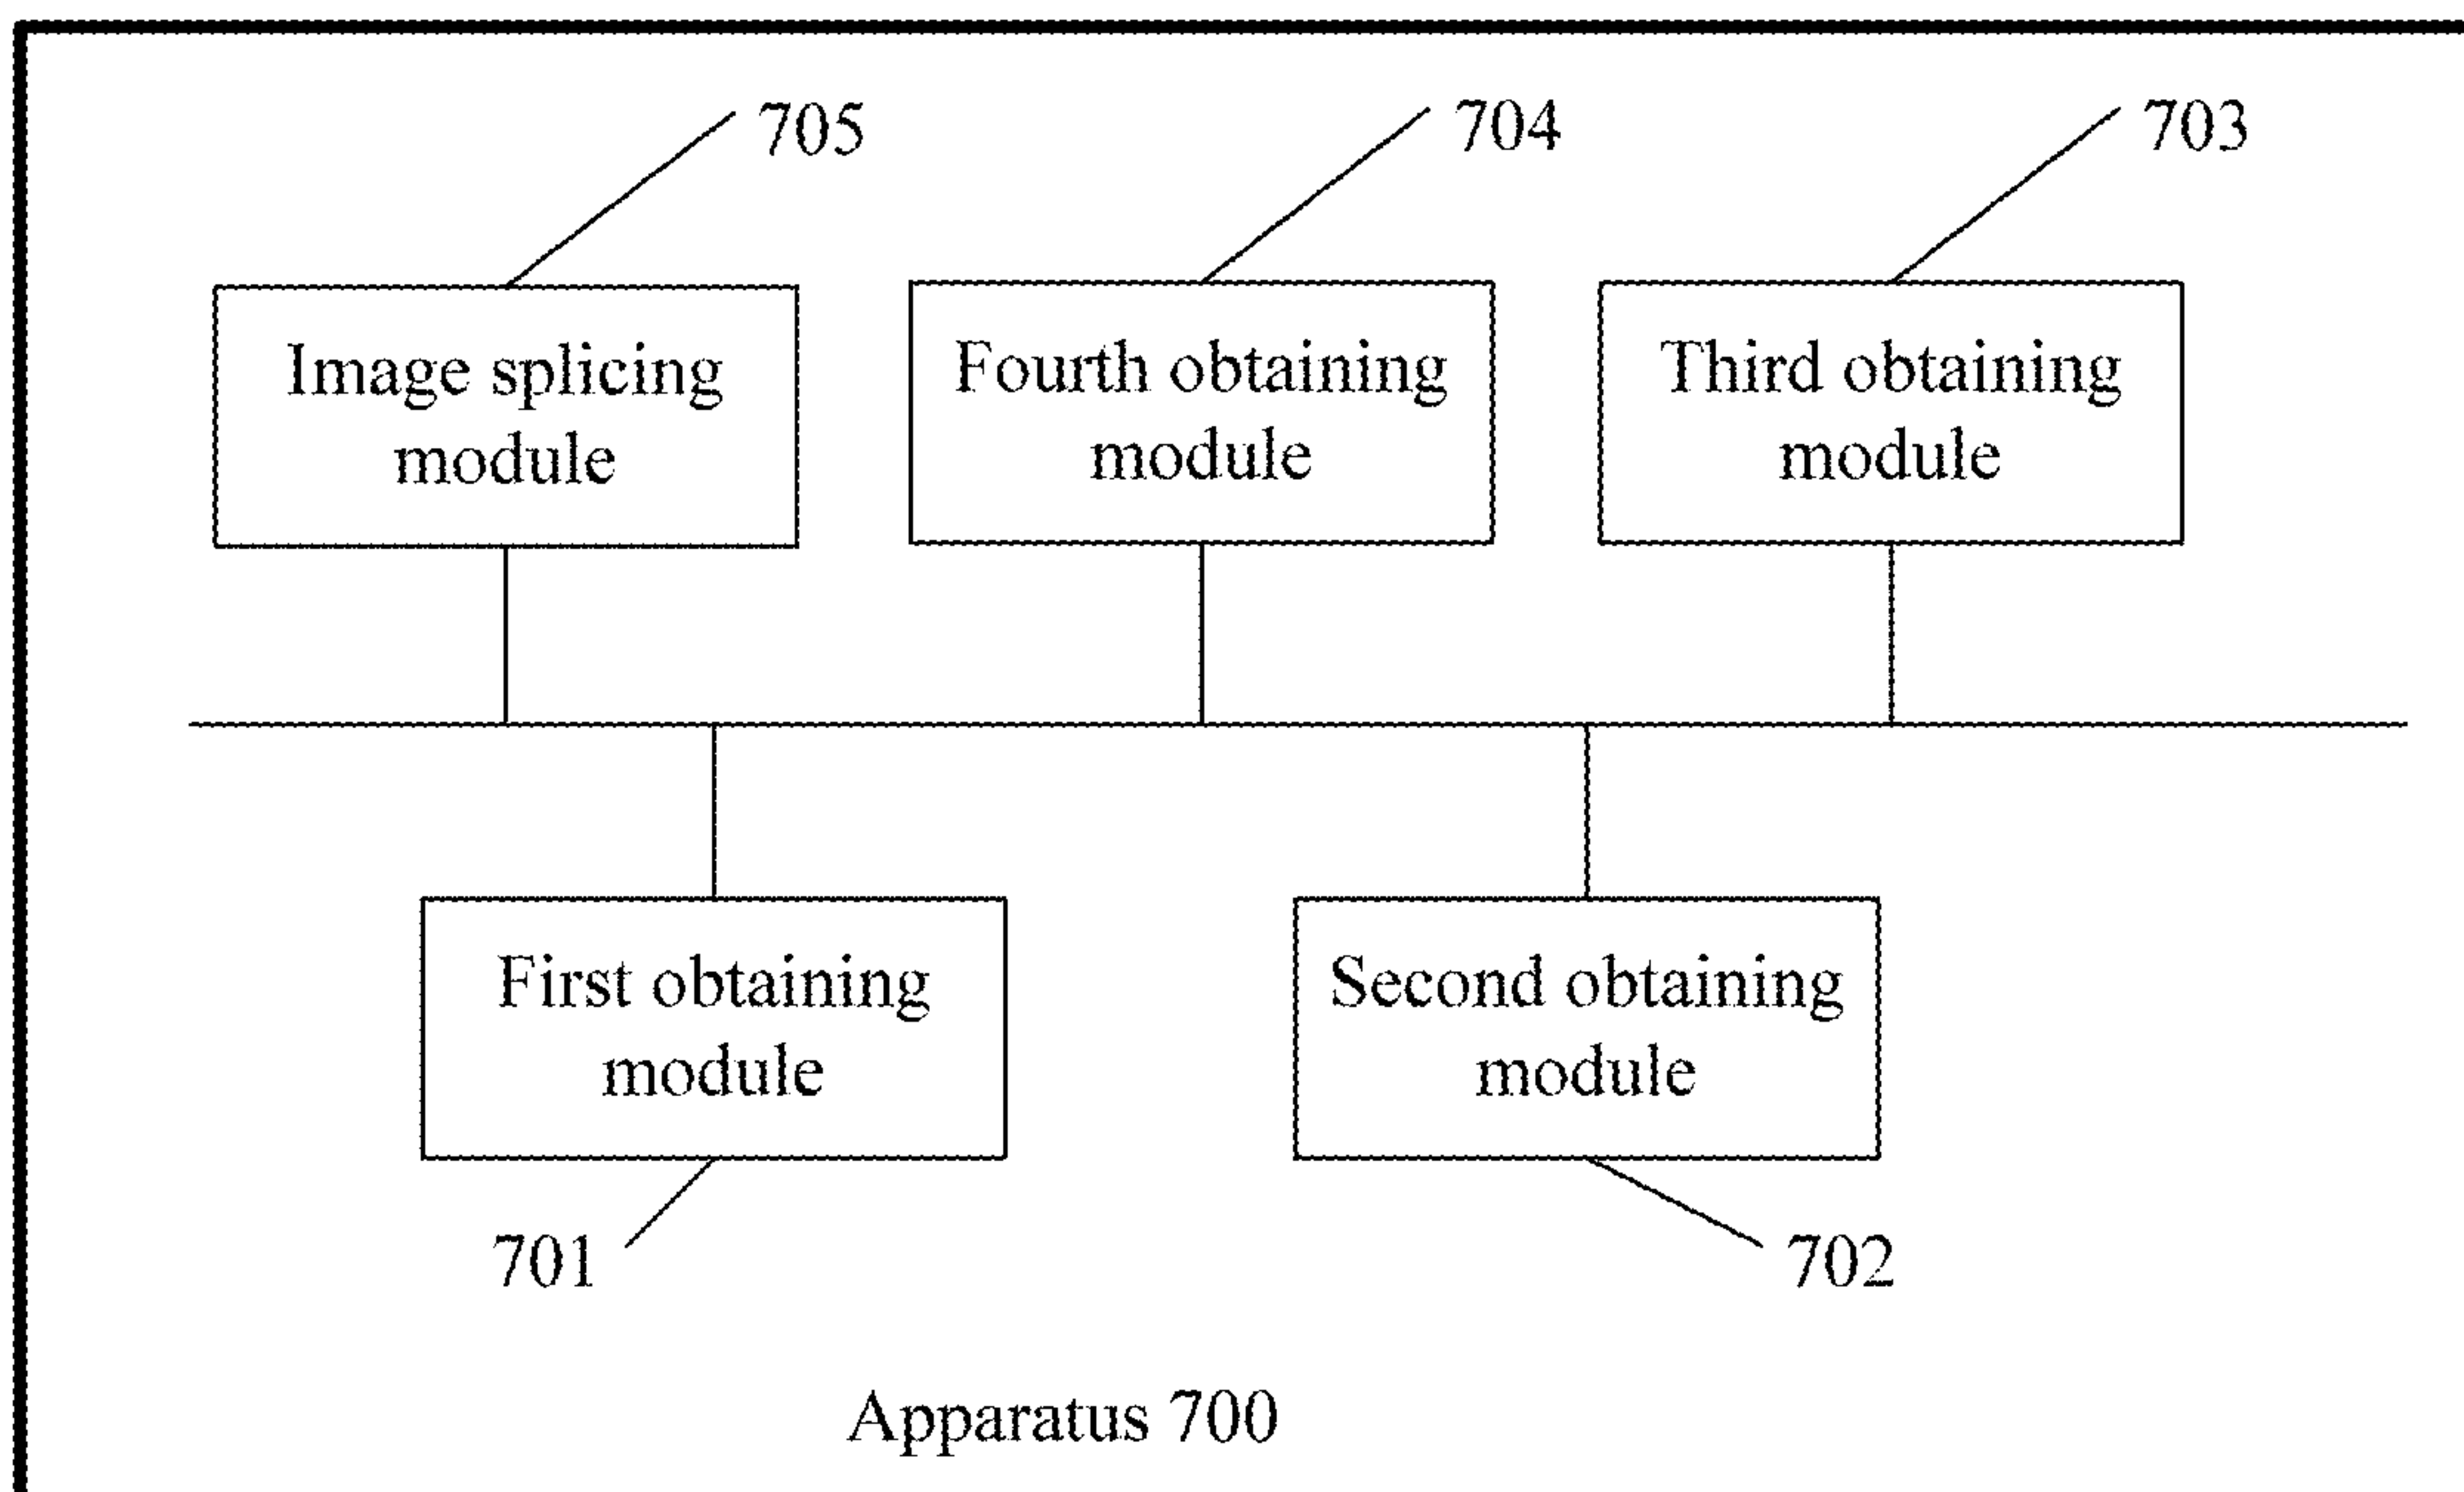 705
704
703
Image splicing
module
Fourth obtaining
module
Third obtaining
module
First obtaining
module
Second obtaining
module
701
702
Apparatus 700